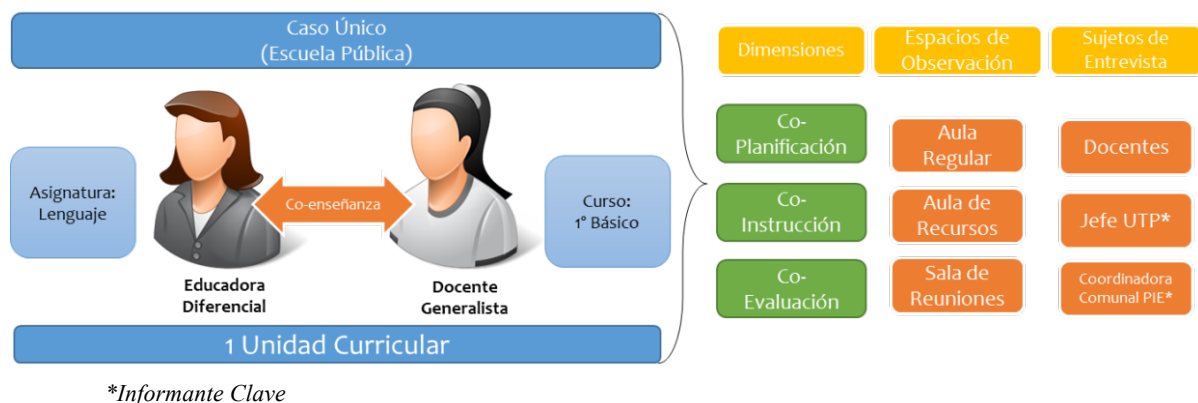 Caso Único
(Escuela Pública)
Asignatura:
Lenguaje
Co-enseñanza
Curso:
1° Básico
Educadora
Diferencial
Docente
Generalista
1 Unidad Curricular
Dimensiones
Espacios de
Observación
Sujetos de
Entrevista
Co-
Planificación
Aula
Regular
Docentes
Co-
Instrucción
Aula de
Recursos
Jefe UTP*
Co-
Evaluación
Sala de
Reuniones
Coordinadora
Comunal PIE*
*Informante Clave